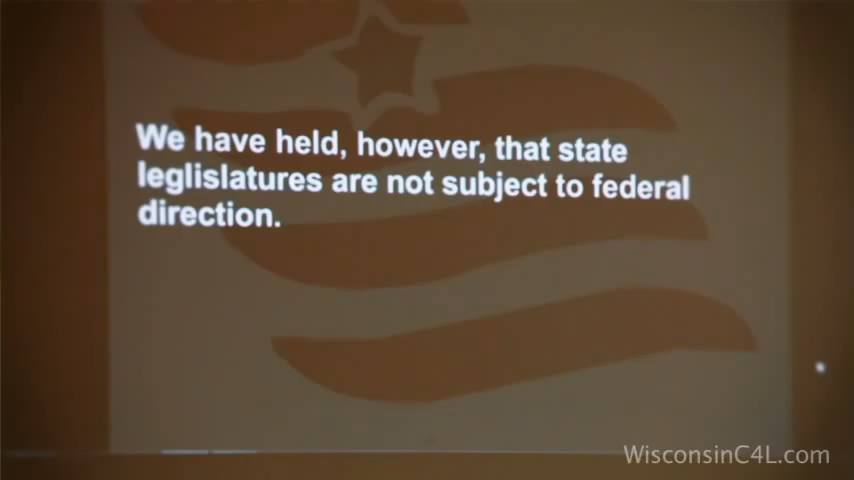 We have held, however, that state
leglislatures are not subject to federal
direction.
WisconsinC4L.com